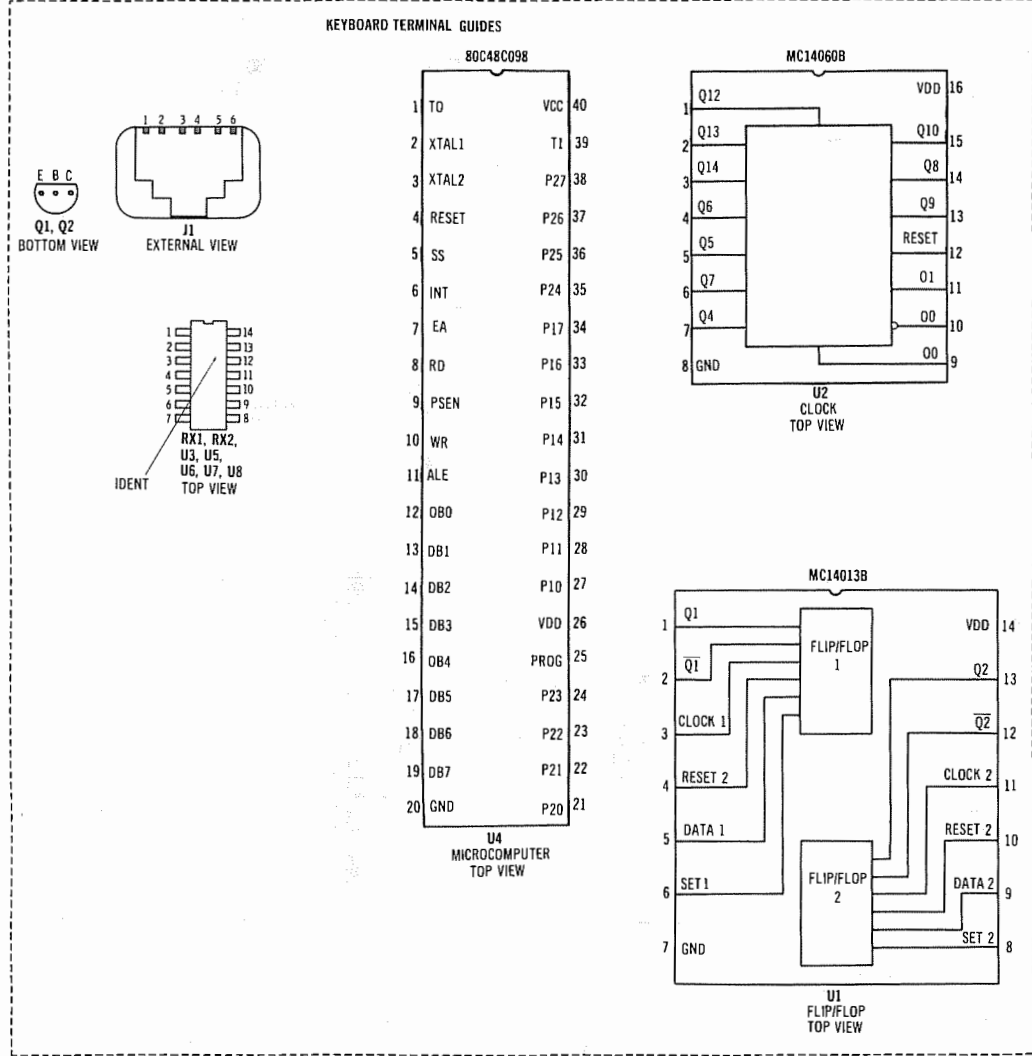 KEYBOARD TERMINAL GUIDES
1 2 3 4 5 6
J1
EXTERNAL VIEW
E B C
Q1, Q2
BOTTOM VIEW
1 14
2 13
3 12
4 11
5 10
6 9
7 8
IDENT
RX1, RX2,
U3, U5,
U6, U7, U8
TOP VIEW
80C48C098
1 TO VCC 40
2 XTAL1 T1 39
3 XTAL2 P27 38
4 RESET P26 37
5 SS P25 36
6 INT P24 35
7 EA P17 34
8 RD P16 33
9 PSEN P15 32
10 WR P14 31
11 ALE P13 30
12 OB0 P12 29
13 DB1 P11 28
14 DB2 P10 27
15 DB3 VDD 26
16 OB4 PROG 25
17 DB5 P23 24
18 DB6 P22 23
19 DB7 P21 22
20 GND P20 21
U4
MICROCOMPUTER
TOP VIEW
MC14060B
1 Q12 VDD 16
2 Q13 Q10 15
3 Q14 Q8 14
4 Q6 Q9 13
5 Q5 RESET 12
6 Q7 O1 11
7 Q4 O0 10
8 GND O0 9
U2
CLOCK
TOP VIEW
MC14013B
FLIP/FLOP
1
FLIP/FLOP
2
1 Q1 VDD 14
2 Q̅1̅ Q2 13
3 CLOCK 1 Q̅2̅ 12
4 RESET 2 CLOCK 2 11
5 DATA 1 RESET 2 10
6 SET 1 DATA 2 9
7 GND SET 2 8
U1
FLIP/FLOP
TOP VIEW